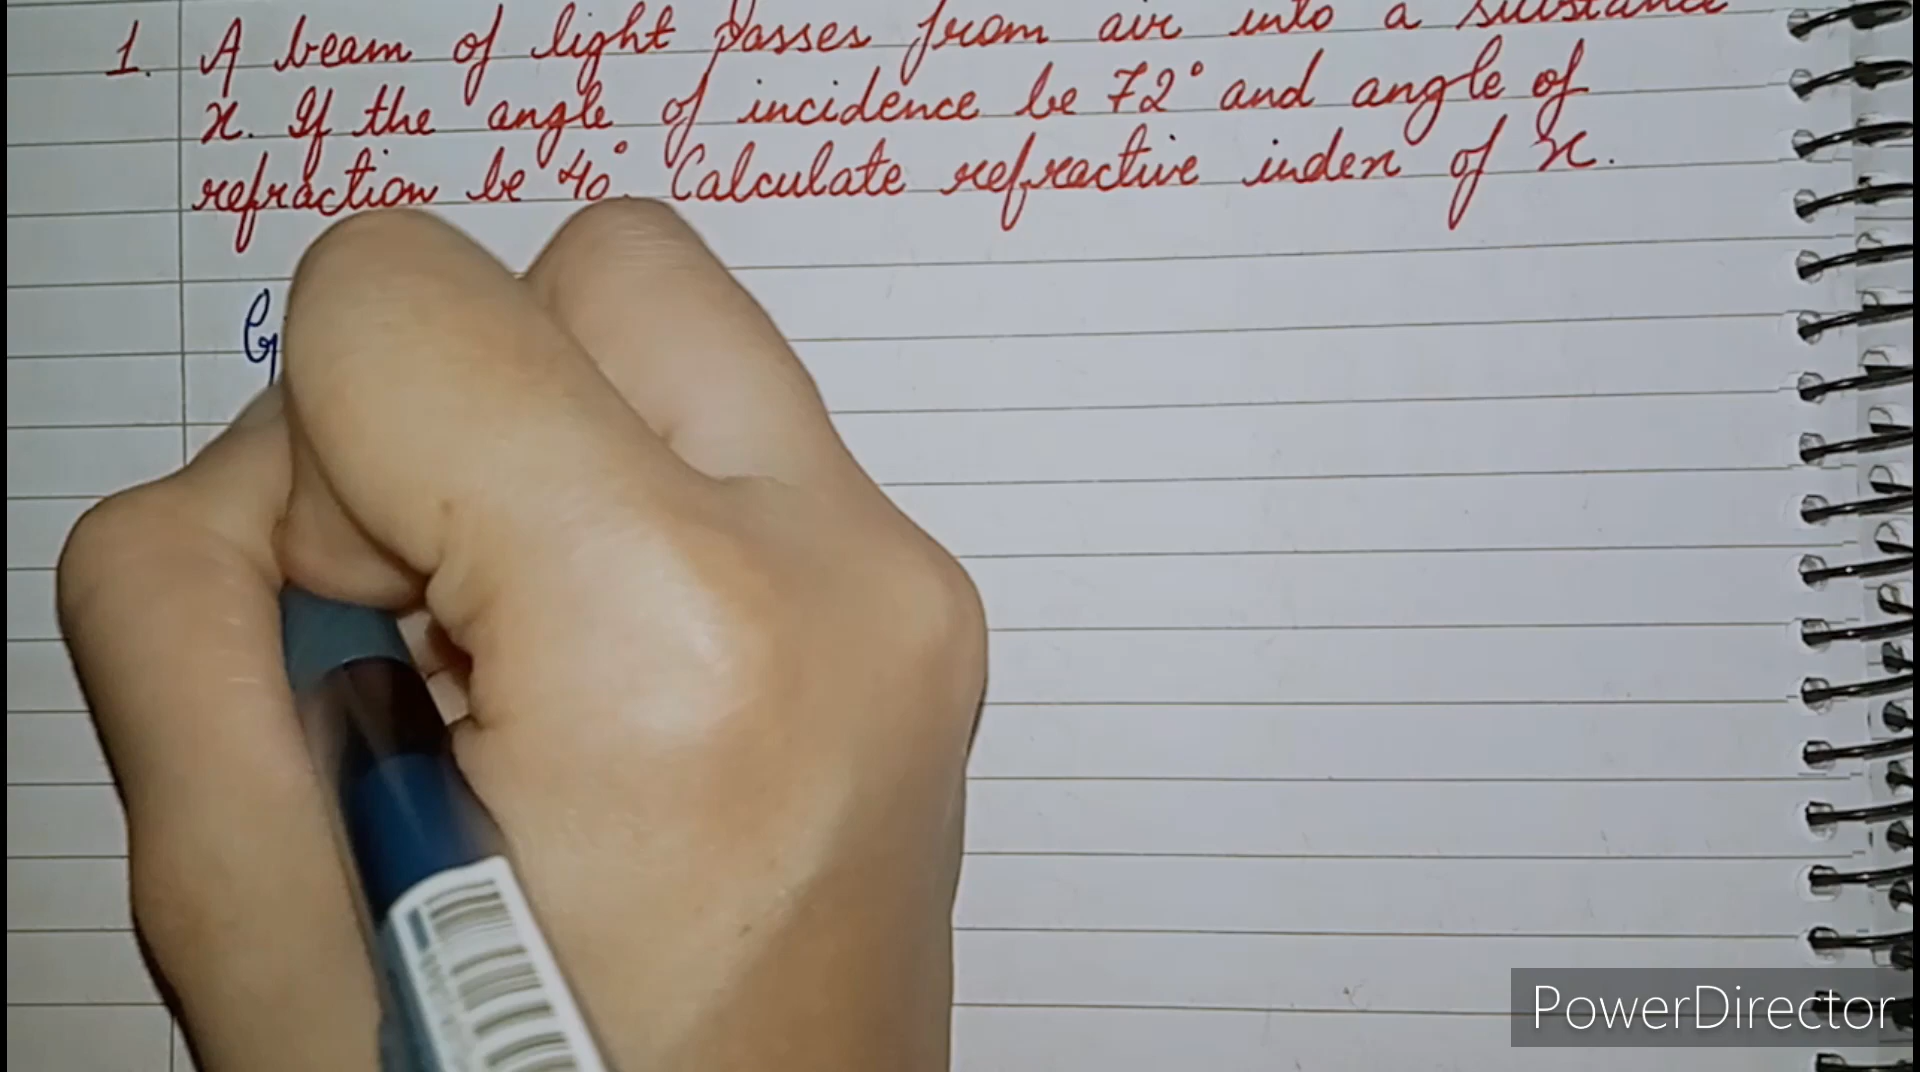 1. A beam of light passes from air into a substance
x. If the angle of incidence be 72° and angle of
refraction be 40°. Calculate refractive index of x.
G
PowerDirector